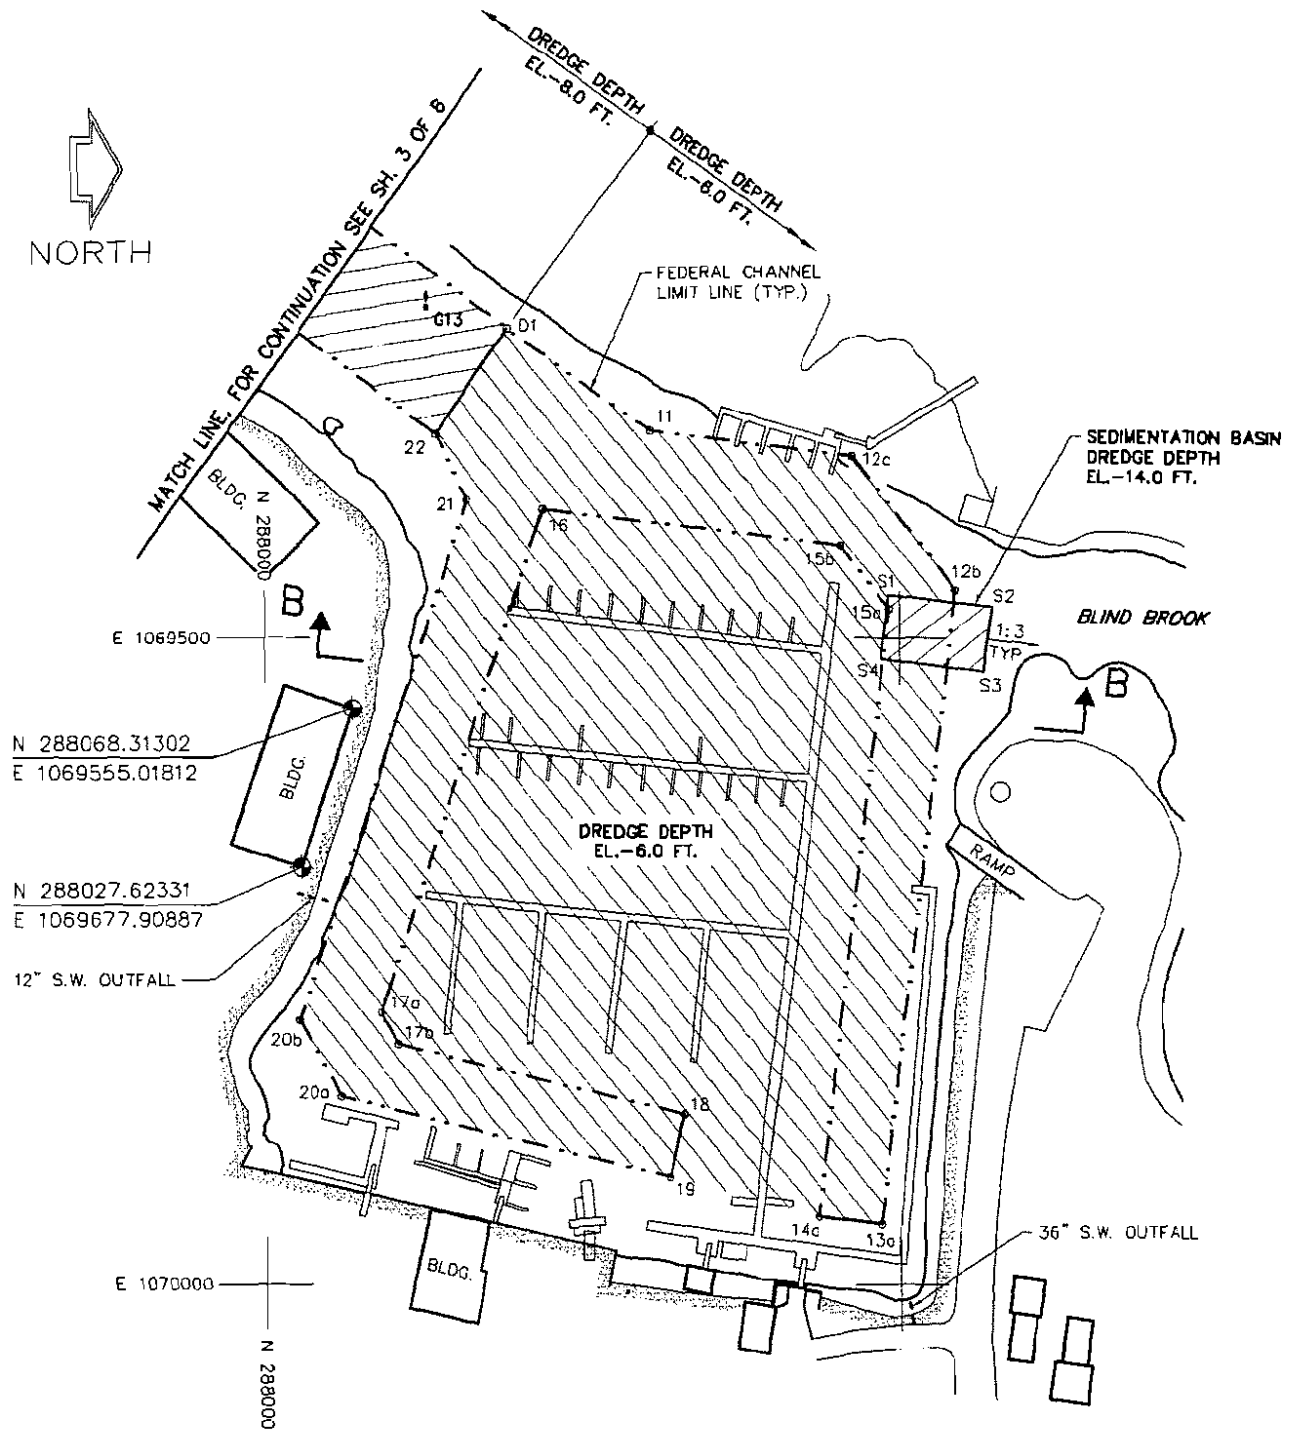 DREDGE DEPTH
EL.-8.0 FT.
DREDGE DEPTH
EL.-6.0 FT.
NORTH
MATCH LINE, FOR CONTINUATION SEE SH. 3 OF 8
FEDERAL CHANNEL
LIMIT LINE (TYP.)
G13
D1
11
22
12c
SEDIMENTATION BASIN
DREDGE DEPTH
EL.-14.0 FT.
BLDG.
N 288000
21
16
15b
12b
S1
S2
15a
B
BLIND BROOK
E 1069500
1:3
TYP
S4
S3
B
N 288068.31302
E 1069555.01812
BLDG.
DREDGE DEPTH
EL.-6.0 FT.
RAMP
N 288027.62331
E 1069677.90887
12" S.W. OUTFALL
17a
17b
20b
20a
18
19
14a
13a
36" S.W. OUTFALL
BLDG.
E 1070000
N 288000